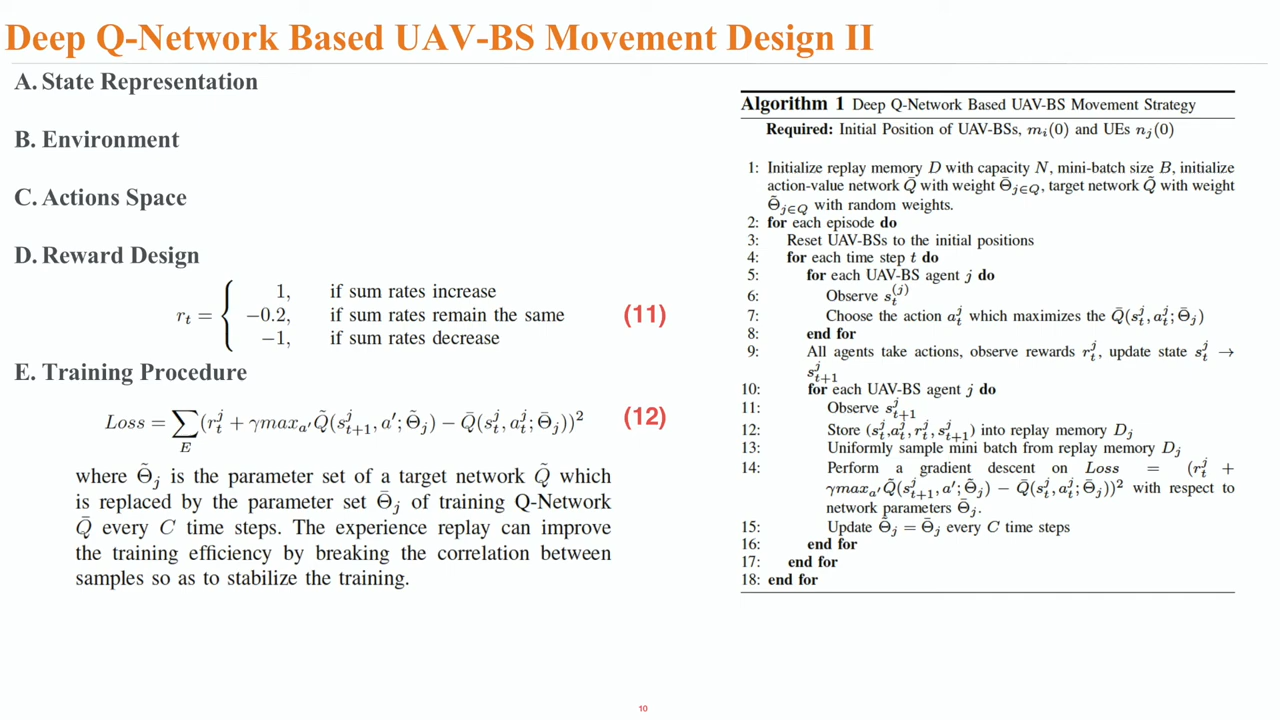 Deep Q-Network Based UAV-BS Movement Design II
A. State Representation
B. Environment
C. Actions Space
D. Reward Design
r_t = { 1, if sum rates increase
−0.2, if sum rates remain the same (11)
−1, if sum rates decrease
E. Training Procedure
Loss = ∑_E (r_t^j + γmax_{a′} Q̃(s_{t+1}^j, a′; Θ̃_j) − Q̄(s_t^j, a_t^j; Θ̄_j))^2 (12)
where Θ̃_j is the parameter set of a target network Q̃ which
is replaced by the parameter set Θ̄_j of training Q-Network
Q̄ every C time steps. The experience replay can improve
the training efficiency by breaking the correlation between
samples so as to stabilize the training.
Algorithm 1 Deep Q-Network Based UAV-BS Movement Strategy
Required: Initial Position of UAV-BSs, m_i(0) and UEs n_j(0)
1: Initialize replay memory D with capacity N, mini-batch size B, initialize
action-value network Q̄ with weight Θ̄_{j∈Q}, target network Q̃ with weight
Θ̃_{j∈Q} with random weights.
2: for each episode do
3: Reset UAV-BSs to the initial positions
4: for each time step t do
5: for each UAV-BS agent j do
6: Observe s_t^{(j)}
7: Choose the action a_t^j which maximizes the Q̄(s_t^j, a_t^j; Θ̄_j)
8: end for
9: All agents take actions, observe rewards r_t^j, update state s_t^j →
s_{t+1}^j
10: for each UAV-BS agent j do
11: Observe s_{t+1}^j
12: Store (s_t^j, a_t^j, r_t^j, s_{t+1}^j) into replay memory D_j
13: Uniformly sample mini batch from replay memory D_j
14: Perform a gradient descent on Loss = (r_t^j +
γmax_{a′} Q̃(s_{t+1}^j, a′; Θ̃_j) − Q̄(s_t^j, a_t^j; Θ̄_j))^2 with respect to
network parameters Θ̄_j.
15: Update Θ̃_j = Θ̄_j every C time steps
16: end for
17: end for
18: end for
10